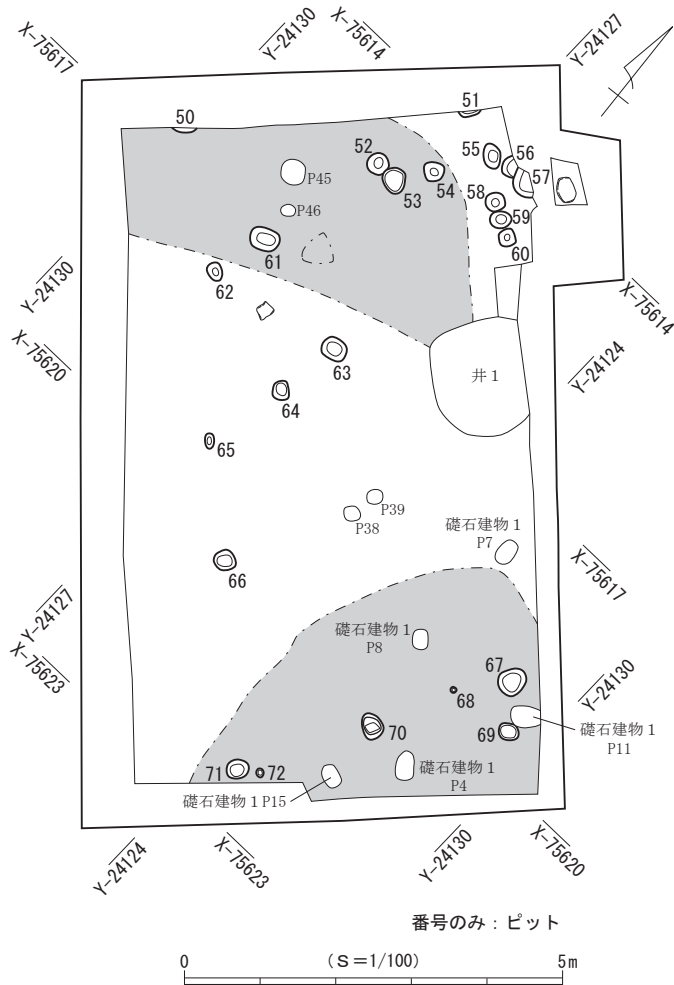 Y-24130
X-75614
Y-24127
X-75617
50
51
52
53
54
55
56
57
58
59
60
P45
P46
61
62
Y-24130
X-75620
63
64
井1
X-75614
Y-24124
65
P39
P38
礎石建物1
P7
66
X-75617
Y-24127
X-75623
礎石建物1
P8
67
68
Y-24130
69
礎石建物1
P11
70
71
72
礎石建物1
P4
礎石建物1 P15
Y-24124
X-75623
Y-24130
X-75620
番号のみ：ピット
0
(S=1/100)
5m